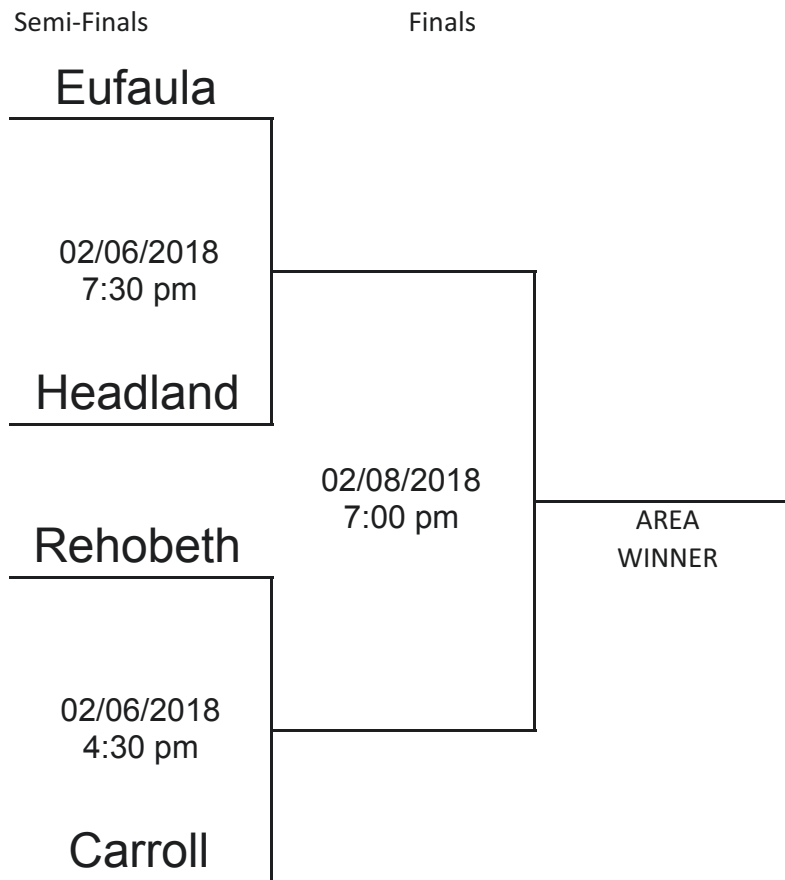 Semi-Finals
Finals
Eufaula
02/06/2018
7:30 pm
Headland
02/08/2018
7:00 pm
AREA
WINNER
Rehobeth
02/06/2018
4:30 pm
Carroll